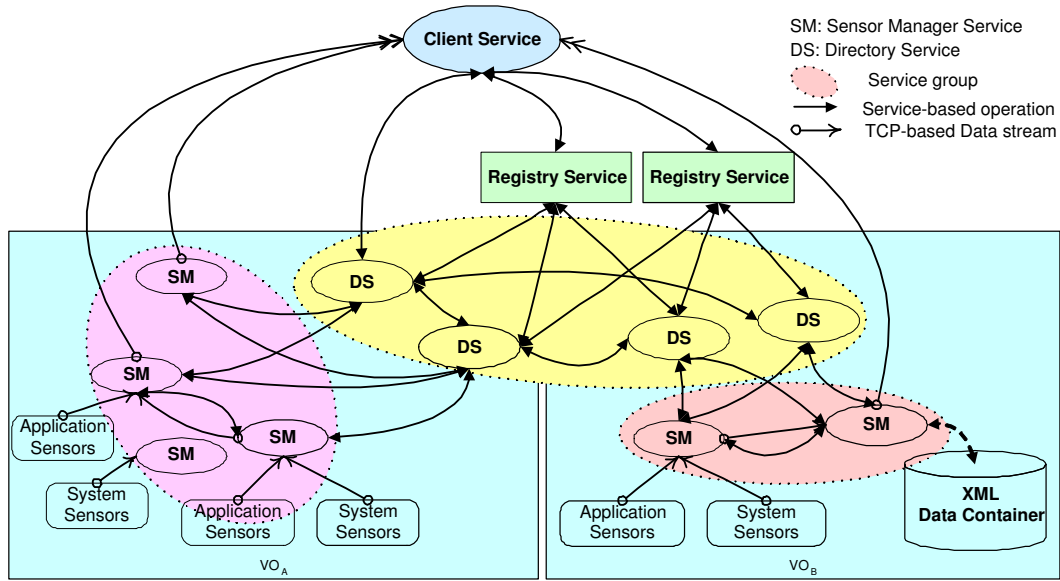 Client Service
SM: Sensor Manager Service
DS: Directory Service
Service group
Service-based operation
TCP-based Data stream
Registry Service
Registry Service
SM
DS
DS
DS
DS
SM
Application
Sensors
SM
SM
System
Sensors
Application
Sensors
System
Sensors
SM
SM
Application
Sensors
System
Sensors
XML
Data Container
VO A
VO B